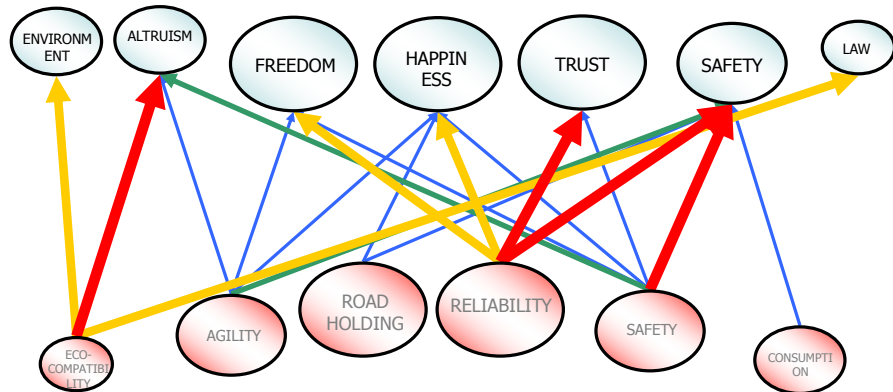 ENVIRONM
ENT
ALTRUISM
FREEDOM
HAPPIN
ESS
TRUST
SAFETY
LAW
ECO-
COMPATIBI
LITY
AGILITY
ROAD
HOLDING
RELIABILITY
SAFETY
CONSUMPTI
ON